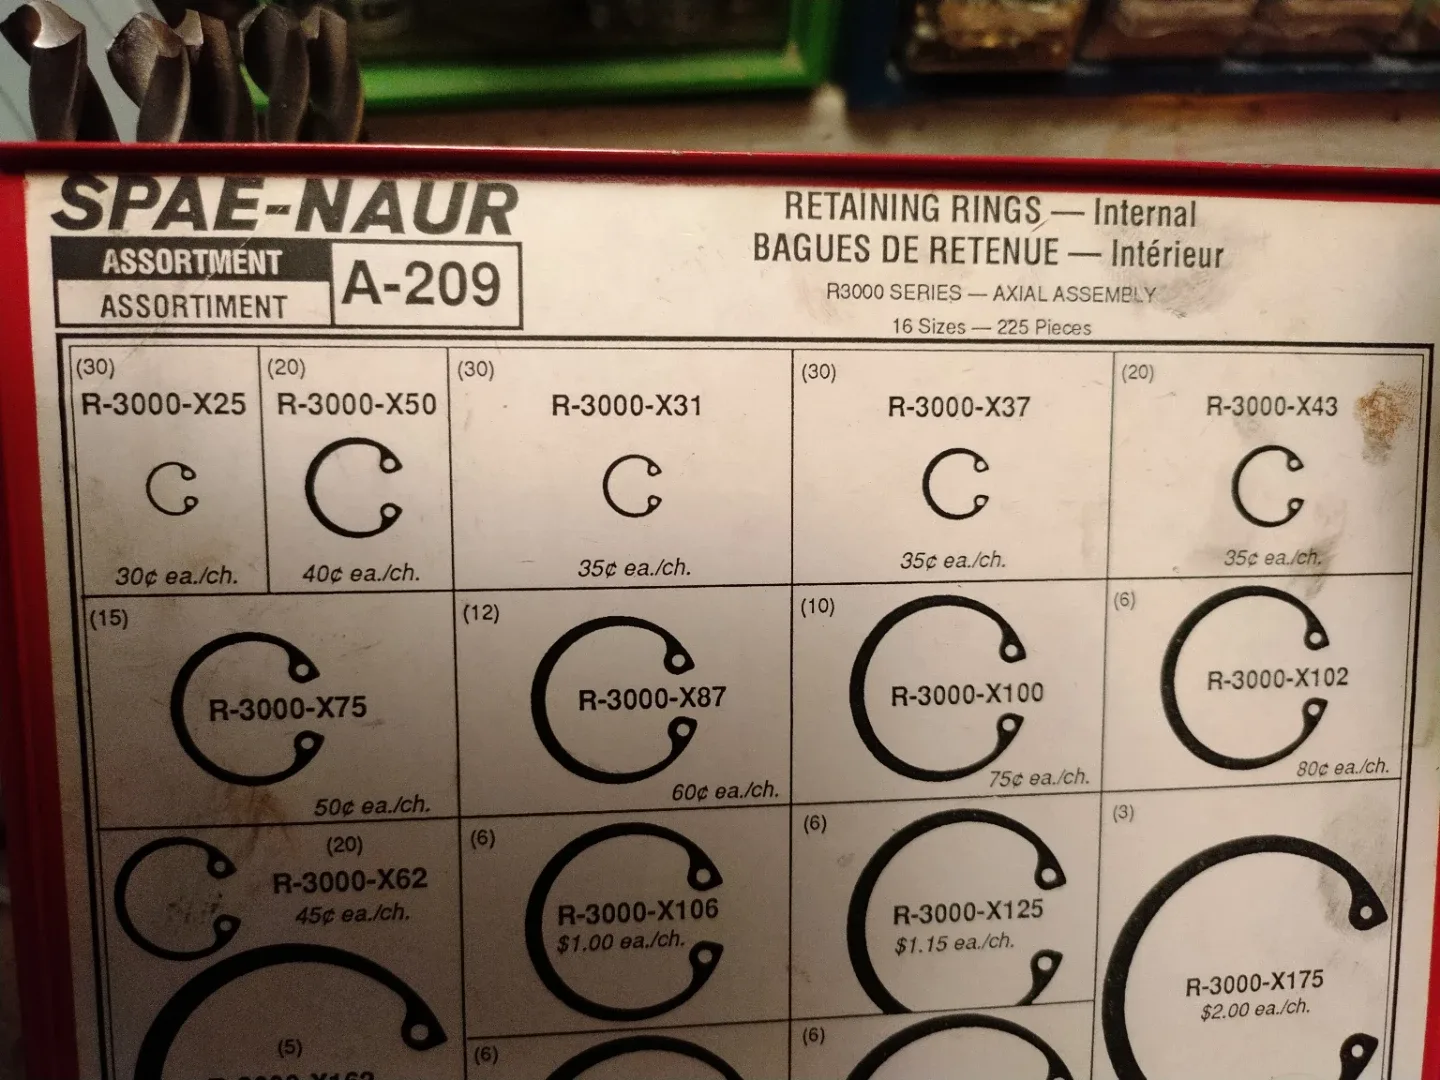 SPAE-NAUR
ASSORTMENT
ASSORTIMENT
A-209
RETAINING RINGS — Internal
BAGUES DE RETENUE — Intérieur
R3000 SERIES — AXIAL ASSEMBLY
16 Sizes — 225 Pieces
(30)
R-3000-X25
30¢ ea./ch.
(20)
R-3000-X50
40¢ ea./ch.
(30)
R-3000-X31
35¢ ea./ch.
(30)
R-3000-X37
35¢ ea./ch.
(20)
R-3000-X43
35¢ ea./ch.
(15)
R-3000-X75
50¢ ea./ch.
(12)
R-3000-X87
60¢ ea./ch.
(10)
R-3000-X100
75¢ ea./ch.
(6)
R-3000-X102
80¢ ea./ch.
(20)
R-3000-X62
45¢ ea./ch.
(6)
R-3000-X106
$1.00 ea./ch.
(6)
R-3000-X125
$1.15 ea./ch.
(3)
R-3000-X175
$2.00 ea./ch.
(5)
(6)
(6)